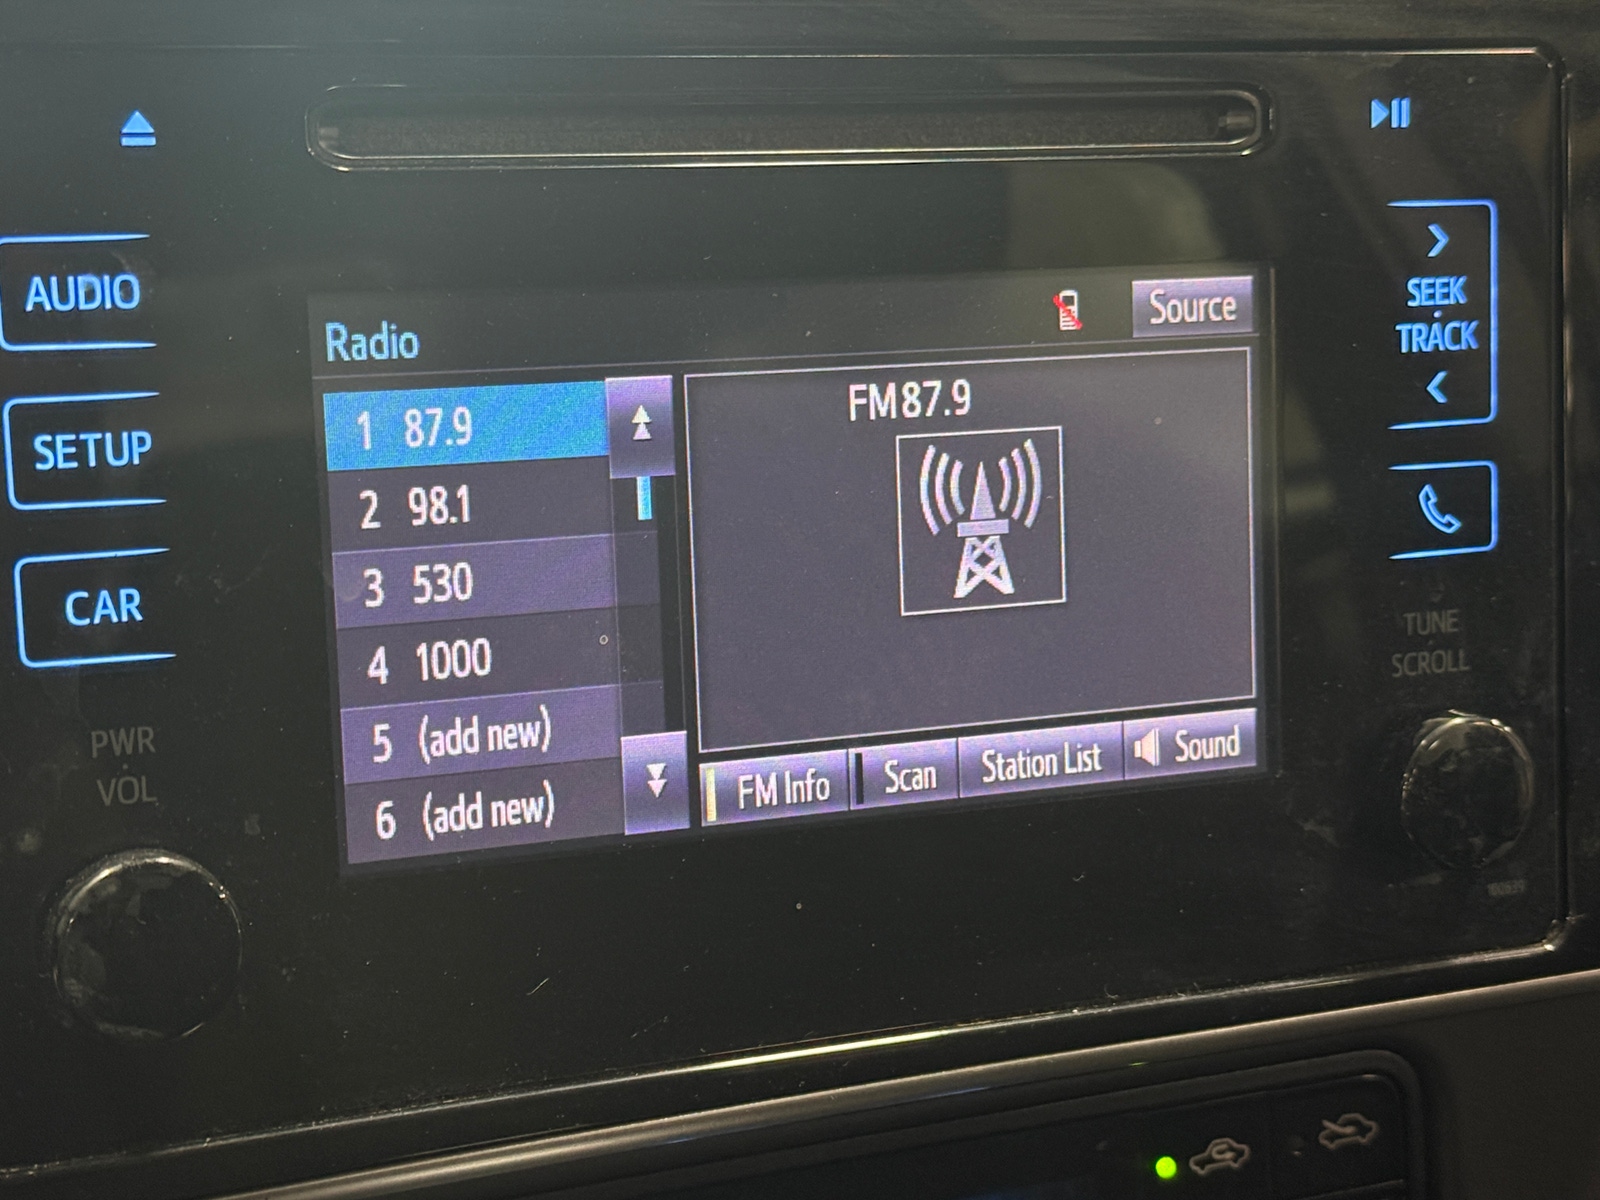 AUDIO
SETUP
CAR
PWR
VOL
Radio
Source
1 87.9
2 98.1
3 530
4 1000
5 (add new)
6 (add new)
FM87.9
FM Info
Scan
Station List
Sound
SEEK
TRACK
TUNE
SCROLL